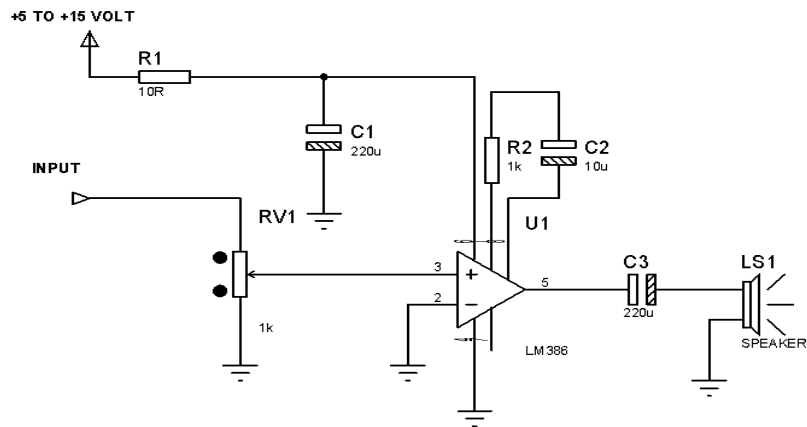 +5 TO +15 VOLT
R1
10R
C1
220u
R2
1k
C2
10u
INPUT
RV1
1k
U1
3
2
5
LM386
C3
220u
LS1
SPEAKER